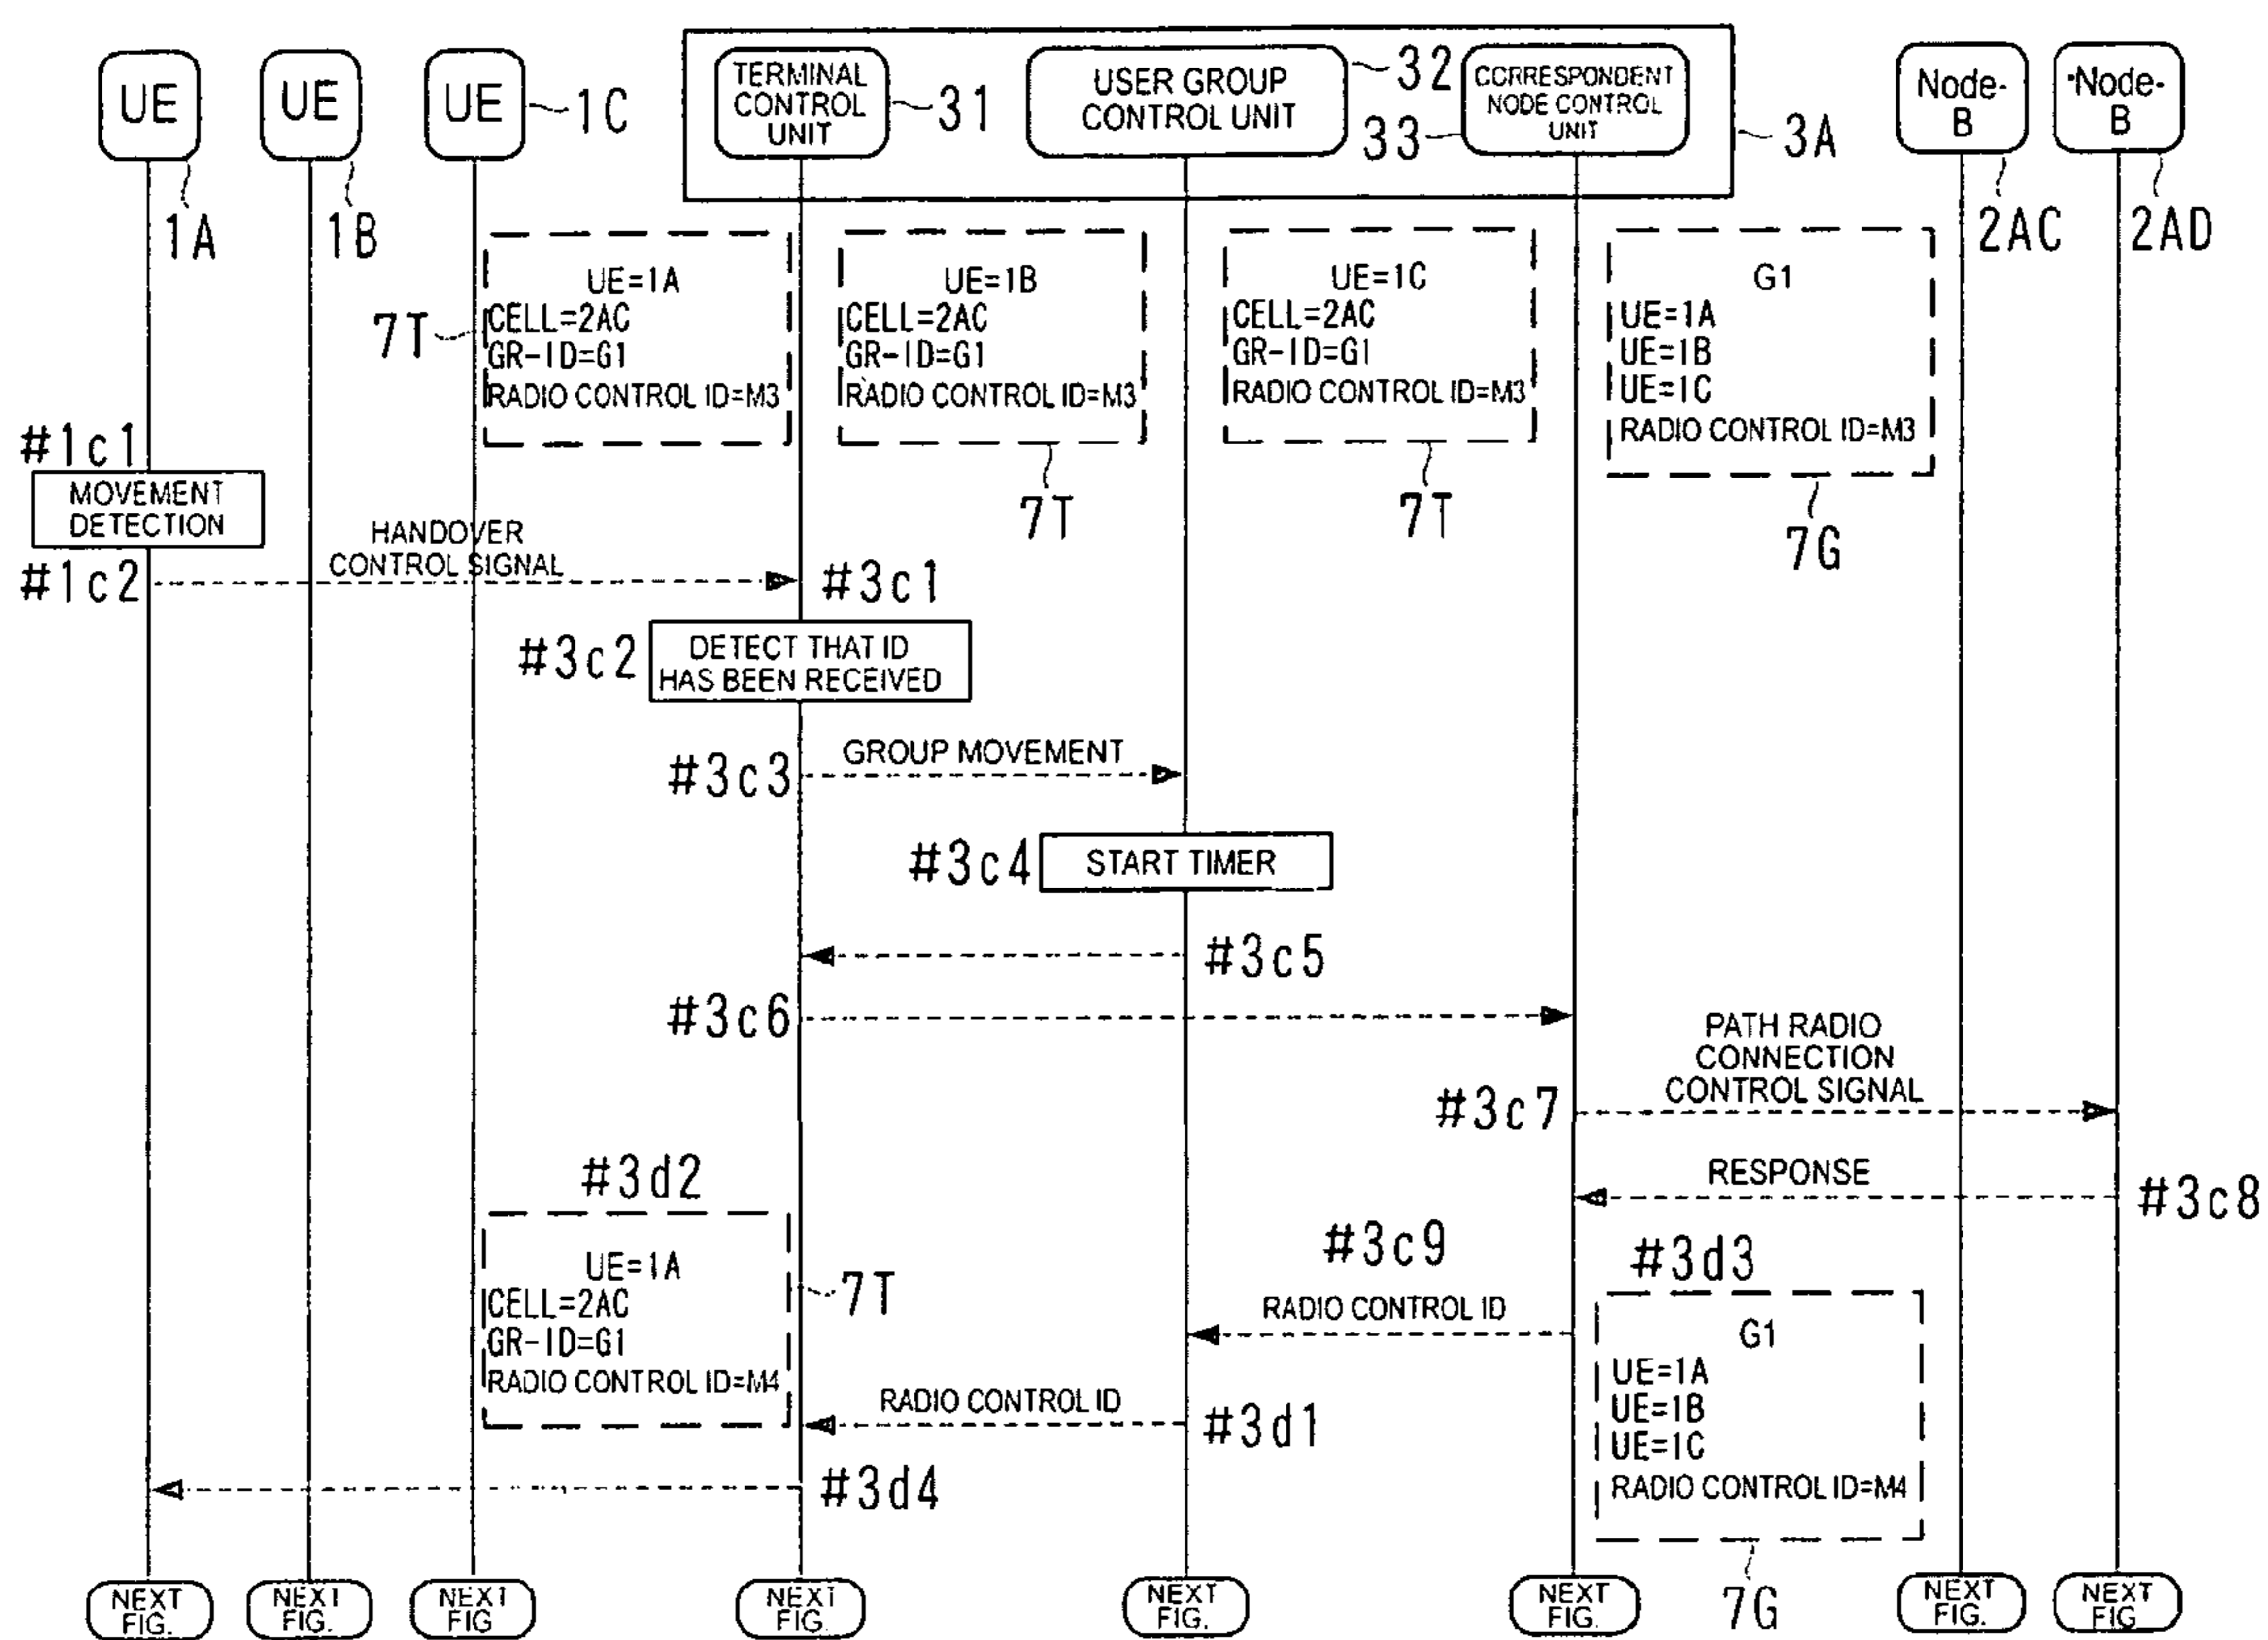 UE
UE
UE
1C
TERMINAL
CONTROL
UNIT
31
USER GROUP
CONTROL UNIT
32
33
CORRESPONDENT
NODE CONTROL
UNIT
3A
Node-
B
Node-
B
1A
1B
2AC
2AD
7T
UE=1A
CELL=2AC
GR-ID=G1
RADIO CONTROL ID=M3
UE=1B
CELL=2AC
GR-ID=G1
RADIO CONTROL ID=M3
7T
UE=1C
CELL=2AC
GR-ID=G1
RADIO CONTROL ID=M3
7T
G1
UE=1A
UE=1B
UE=1C
RADIO CONTROL ID=M3
7G
#1c1
MOVEMENT
DETECTION
#1c2
HANDOVER
CONTROL SIGNAL
#3c1
#3c2
DETECT THAT ID
HAS BEEN RECEIVED
#3c3
GROUP MOVEMENT
#3c4
START TIMER
#3c5
#3c6
PATH RADIO
CONNECTION
CONTROL SIGNAL
#3c7
RESPONSE
#3c8
#3d2
UE=1A
CELL=2AC
GR-ID=G1
RADIO CONTROL ID=M4
7T
#3c9
RADIO CONTROL ID
#3d3
G1
UE=1A
UE=1B
UE=1C
RADIO CONTROL ID=M4
7G
RADIO CONTROL ID
#3d1
#3d4
NEXT
FIG.
NEXT
FIG.
NEXT
FIG
NEXT
FIG.
NEXT
FIG.
NEXT
FIG.
NEXT
FIG.
NEXT
FIG